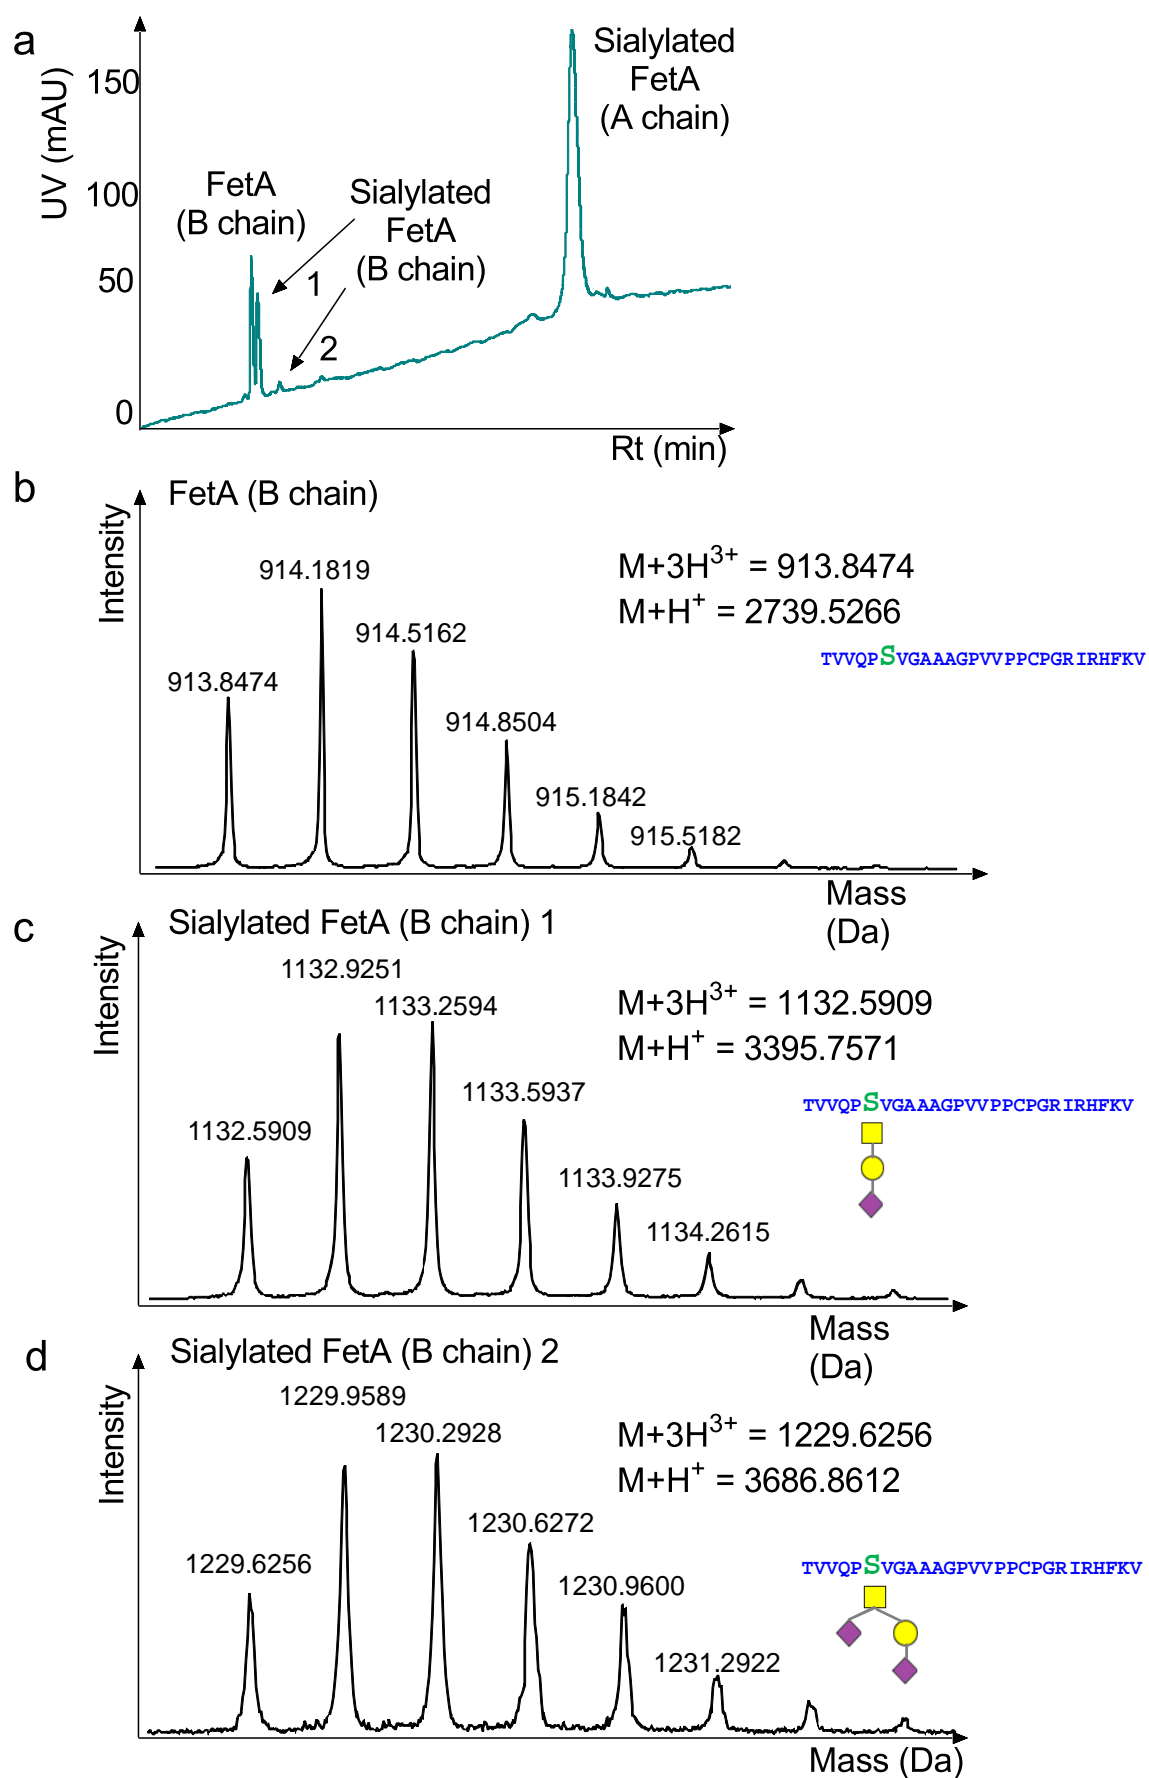 a
UV (mAU)
150
100
50
0
Sialylated
FetA
(A chain)
FetA
(B chain)
Sialylated
FetA
(B chain)
1
2
Rt (min)
b
FetA (B chain)
Intensity
913.8474
914.1819
914.5162
914.8504
915.1842
915.5182
M+3H3+ = 913.8474
M+H+ = 2739.5266
TVVQPSVGAAAGPVVPPCPGRIRHFKV
Mass
(Da)
c
Sialylated FetA (B chain) 1
Intensity
1132.5909
1132.9251
1133.2594
1133.5937
1133.9275
1134.2615
M+3H3+ = 1132.5909
M+H+ = 3395.7571
TVVQPSVGAAAGPVVPPCPGRIRHFKV
Mass
(Da)
d
Sialylated FetA (B chain) 2
Intensity
1229.6256
1229.9589
1230.2928
1230.6272
1230.9600
1231.2922
M+3H3+ = 1229.6256
M+H+ = 3686.8612
TVVQPSVGAAAGPVVPPCPGRIRHFKV
Mass (Da)